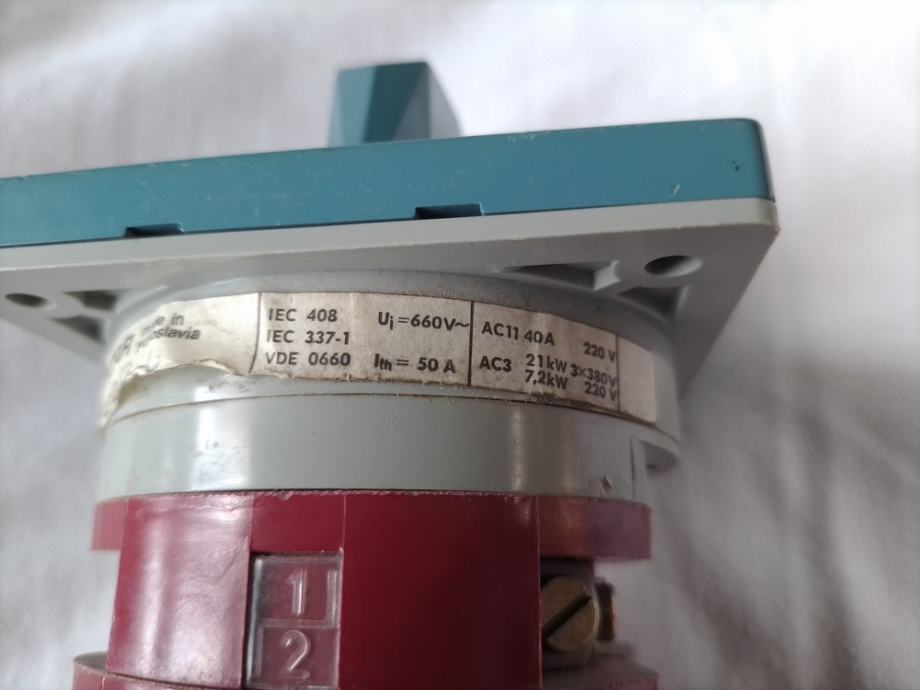 made in
Yugoslavia
IEC 408
IEC 337-1
VDE 0660
Ui=660V~
Ith= 50 A
AC11 40A 220 V
AC3 21kW 3×380V
7,2kW 220 V
1
2